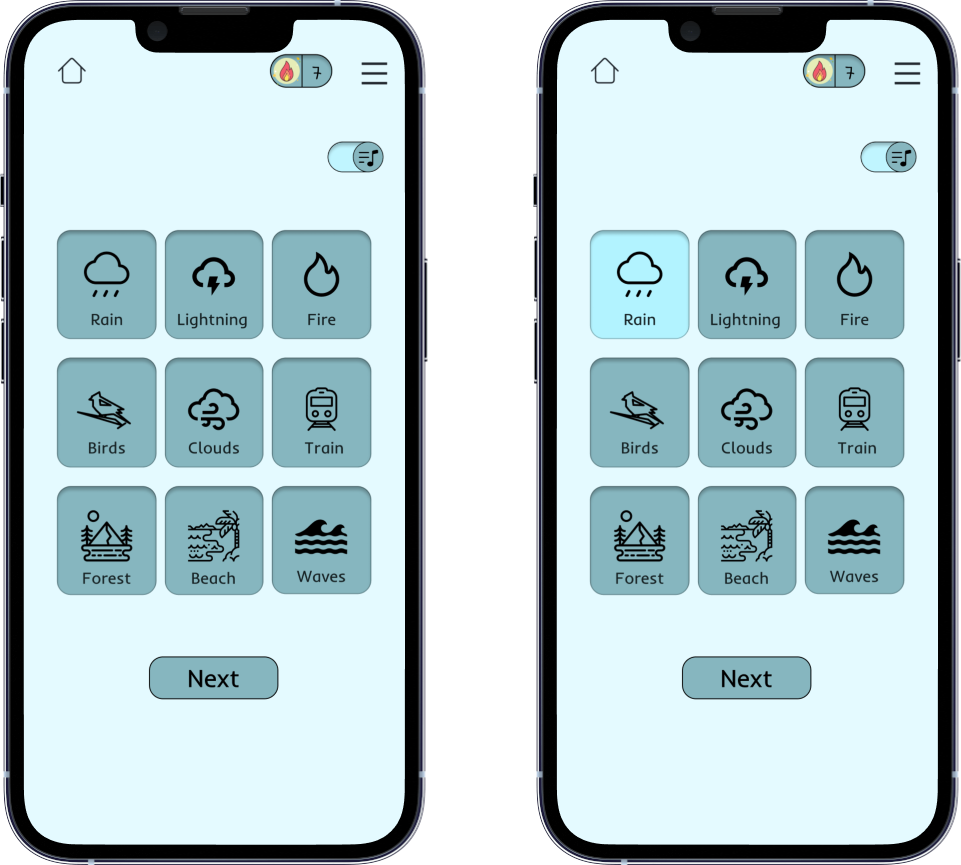 7
Rain Lightning Fire
Birds Clouds Train
Forest Beach Waves
Next
7
Rain Lightning Fire
Birds Clouds Train
Forest Beach Waves
Next